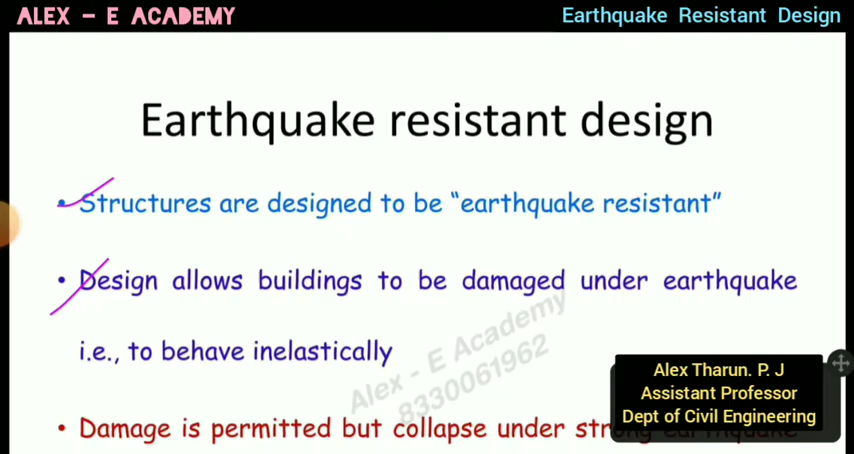 ALEX - E ACADEMY
Earthquake Resistant Design
Earthquake resistant design
• Structures are designed to be “earthquake resistant”
• Design allows buildings to be damaged under earthquake
i.e., to behave inelastically
Alex - E Academy
8330061962
Alex Tharun. P. J
Assistant Professor
Dept of Civil Engineering
• Damage is permitted but collapse under strong earthquake